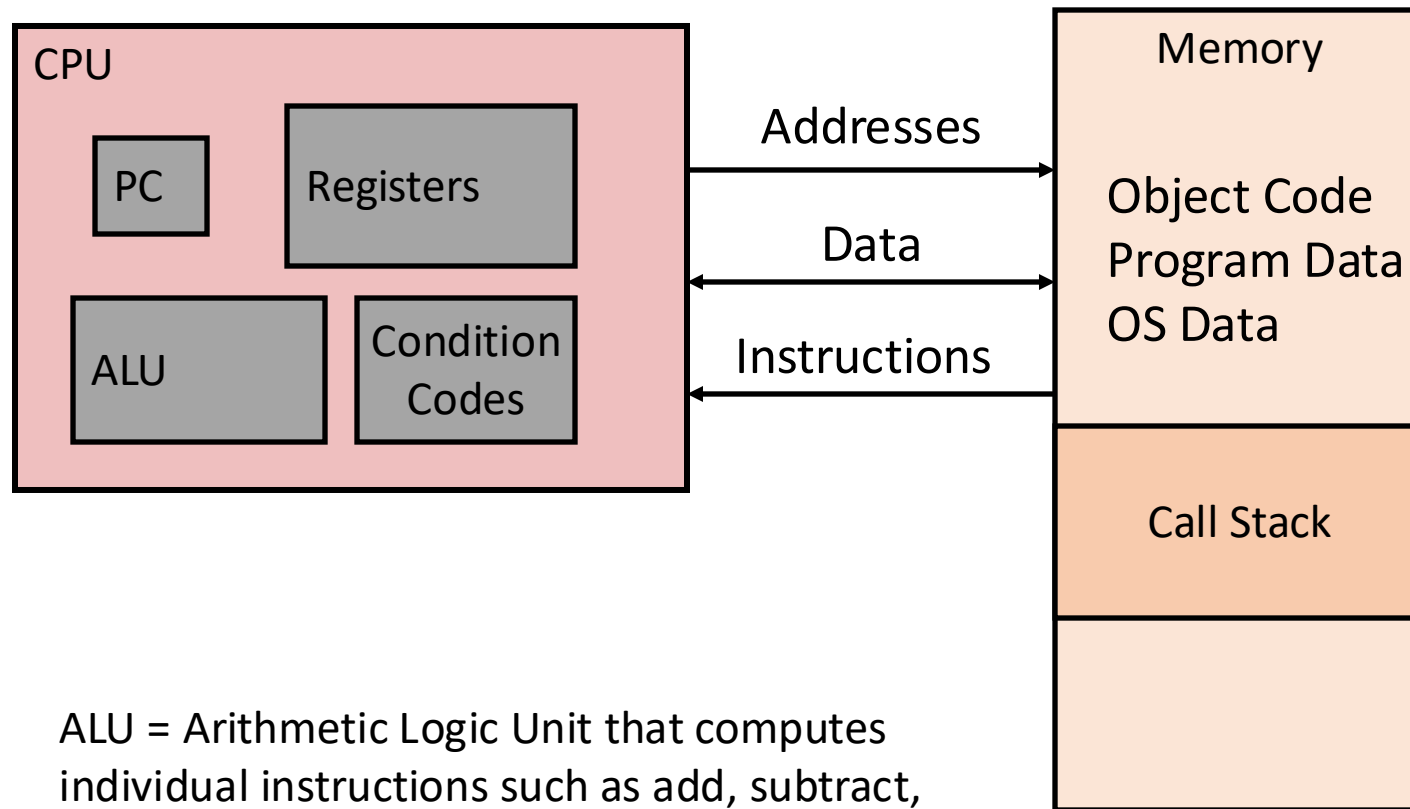 CPU
PC
Registers
ALU
Condition
Codes
Addresses
Data
Instructions
Memory
Object Code
Program Data
OS Data
Call Stack
ALU = Arithmetic Logic Unit that computes
individual instructions such as add, subtract,